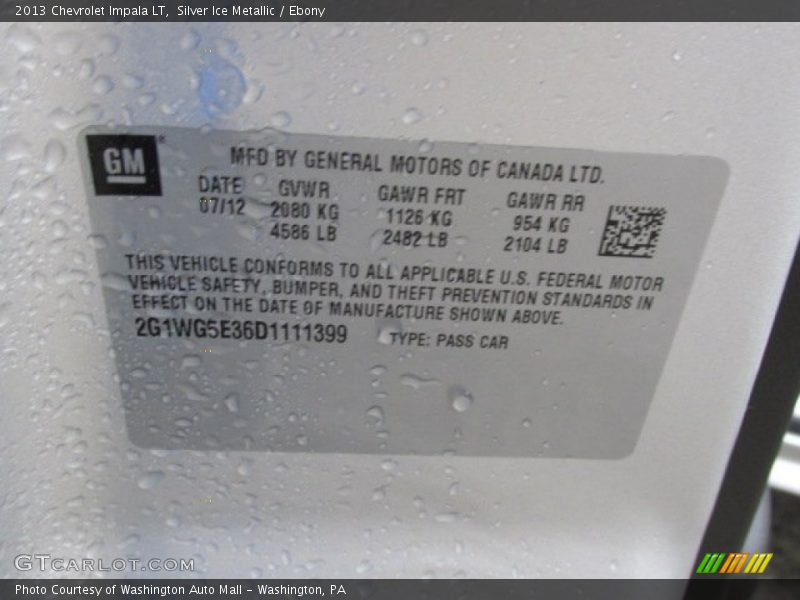 2013 Chevrolet Impala LT, Silver Ice Metallic / Ebony
GM
MFD BY GENERAL MOTORS OF CANADA LTD.
DATE GVWR GAWR FRT GAWR RR
07/12 2080 KG 1126 KG 954 KG
4586 LB 2482 LB 2104 LB
THIS VEHICLE CONFORMS TO ALL APPLICABLE U.S. FEDERAL MOTOR
VEHICLE SAFETY, BUMPER, AND THEFT PREVENTION STANDARDS IN
EFFECT ON THE DATE OF MANUFACTURE SHOWN ABOVE.
2G1WG5E36D1111399 TYPE: PASS CAR
GTCARLOT.COM
Photo Courtesy of Washington Auto Mall - Washington, PA